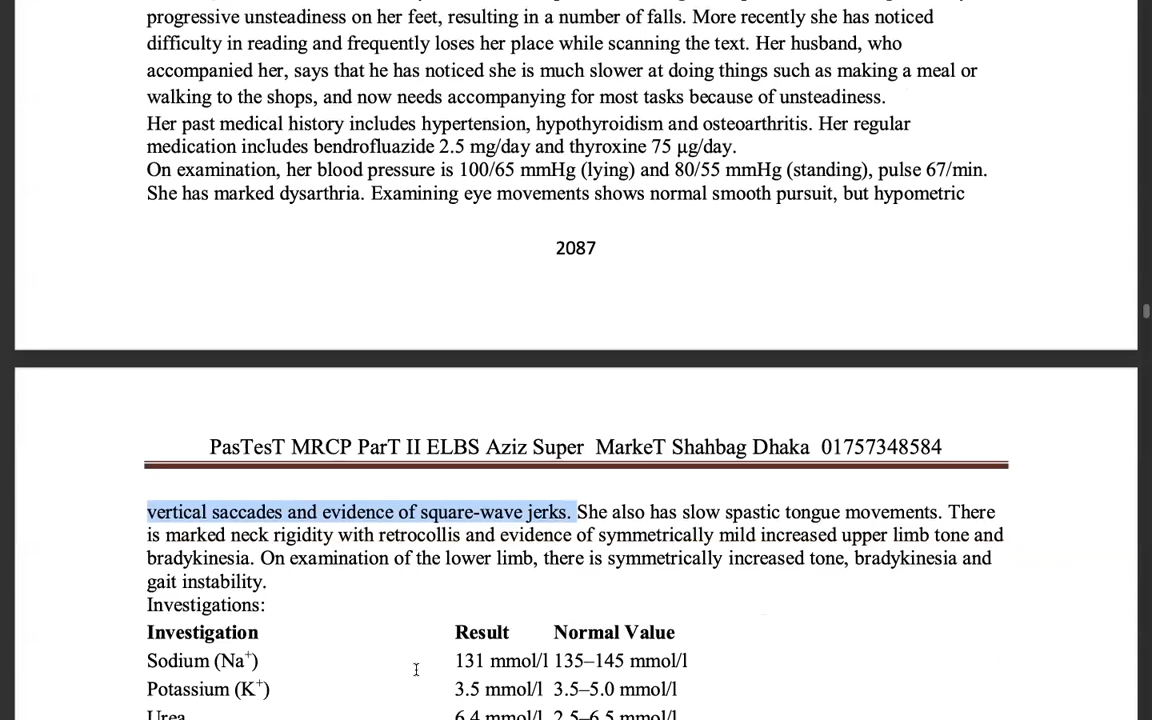 progressive unsteadiness on her feet, resulting in a number of falls. More recently she has noticed
difficulty in reading and frequently loses her place while scanning the text. Her husband, who
accompanied her, says that he has noticed she is much slower at doing things such as making a meal or
walking to the shops, and now needs accompanying for most tasks because of unsteadiness.
Her past medical history includes hypertension, hypothyroidism and osteoarthritis. Her regular
medication includes bendrofluazide 2.5 mg/day and thyroxine 75 µg/day.
On examination, her blood pressure is 100/65 mmHg (lying) and 80/55 mmHg (standing), pulse 67/min.
She has marked dysarthria. Examining eye movements shows normal smooth pursuit, but hypometric
2087
PasTesT MRCP ParT II ELBS Aziz Super MarkeT Shahbag Dhaka 01757348584
vertical saccades and evidence of square-wave jerks. She also has slow spastic tongue movements. There
is marked neck rigidity with retrocollis and evidence of symmetrically mild increased upper limb tone and
bradykinesia. On examination of the lower limb, there is symmetrically increased tone, bradykinesia and
gait instability.
Investigations:
Investigation Result Normal Value
Sodium (Na⁺) 131 mmol/l 135–145 mmol/l
Potassium (K⁺) 3.5 mmol/l 3.5–5.0 mmol/l
Urea 6.4 mmol/l 2.5–6.5 mmol/l